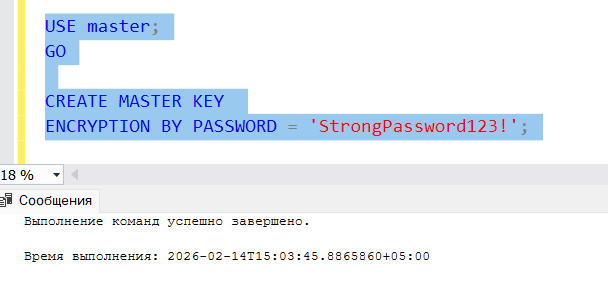 USE master;
GO
CREATE MASTER KEY
ENCRYPTION BY PASSWORD = 'StrongPassword123!';
18 %
Сообщения
Выполнение команд успешно завершено.
Время выполнения: 2026-02-14T15:03:45.8865860+05:00